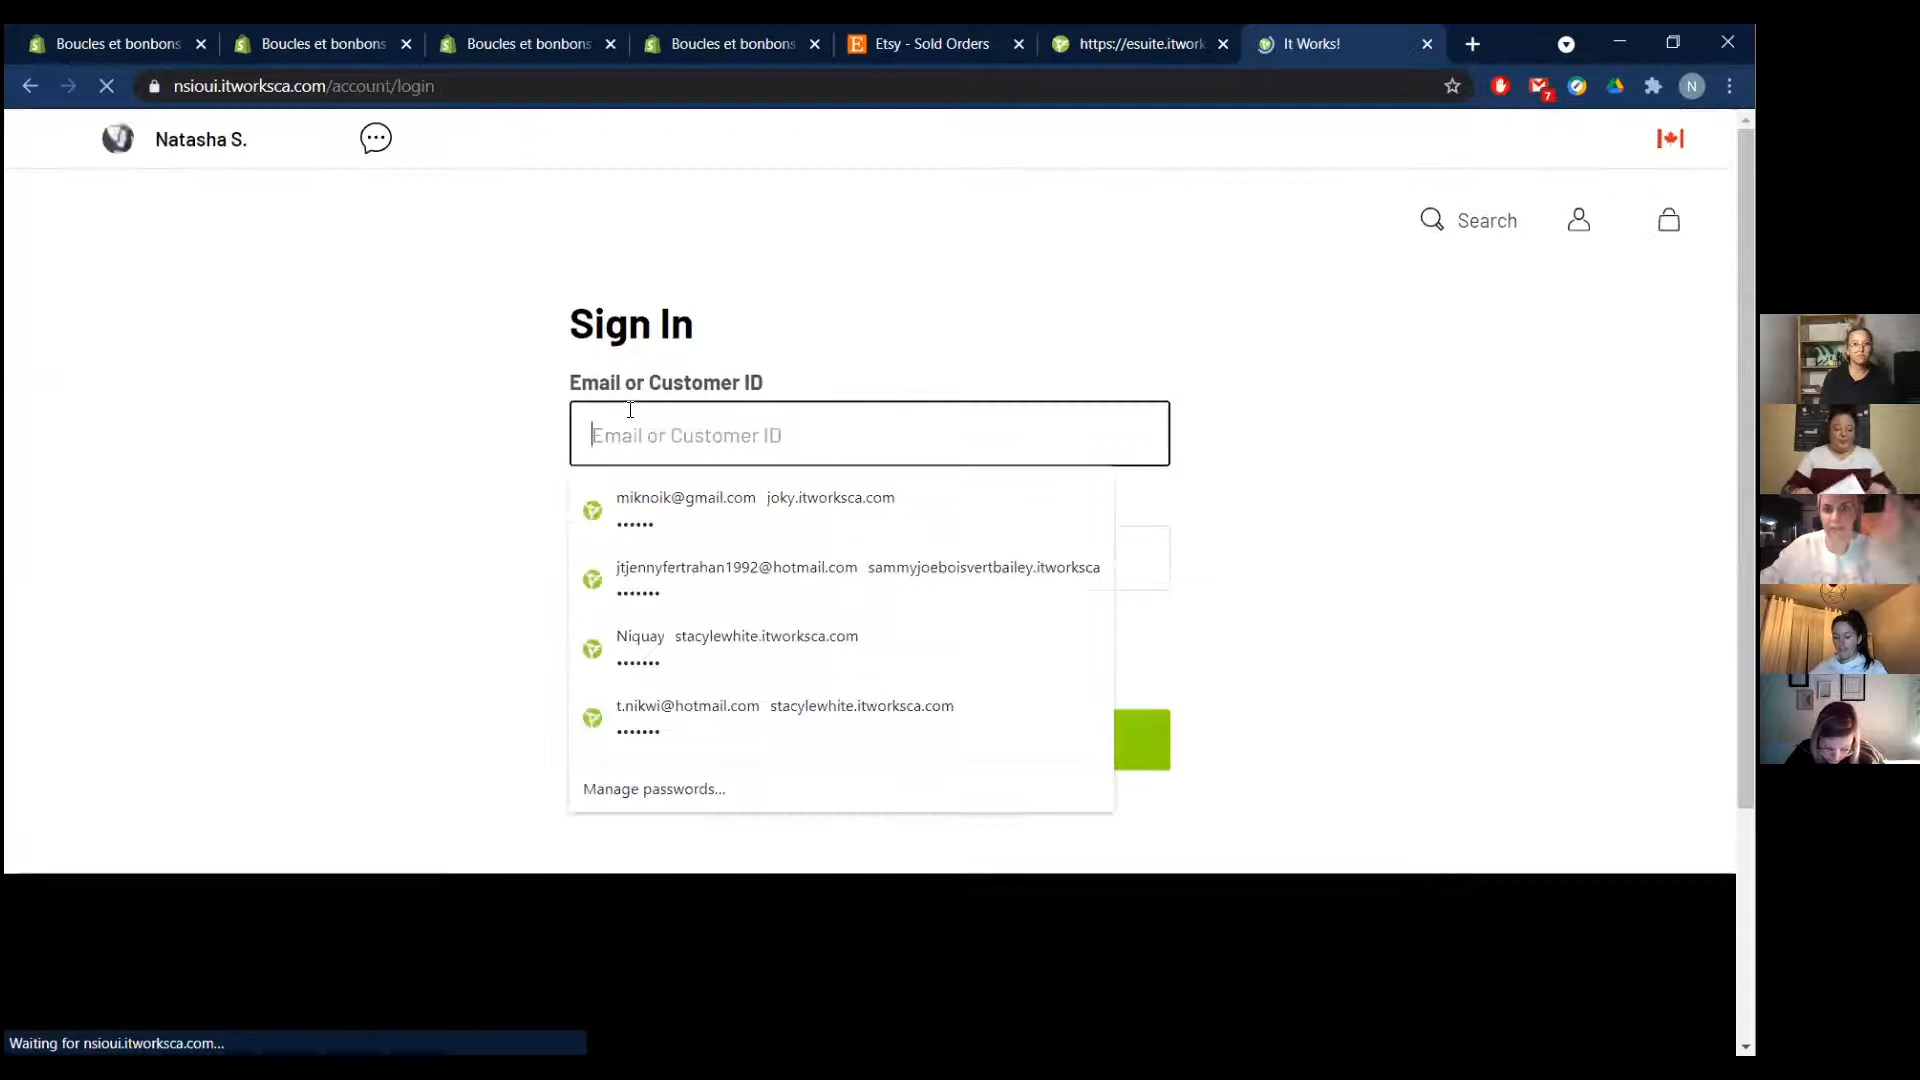 Boucles et bonbons
Boucles et bonbons
Boucles et bonbons
Boucles et bonbons
Etsy - Sold Orders
https://esuite.itwork
It Works!
nsioui.itworksca.com/account/login
7
N
Natasha S.
Search
Sign In
Email or Customer ID
Email or Customer ID
miknoik@gmail.com joky.itworksca.com
••••••
jtjennyfertrahan1992@hotmail.com sammyjoeboisvertbailey.itworksca
•••••••
Niquay stacylewhite.itworksca.com
•••••••
t.nikwi@hotmail.com stacylewhite.itworksca.com
•••••••
Manage passwords...
Waiting for nsioui.itworksca.com...